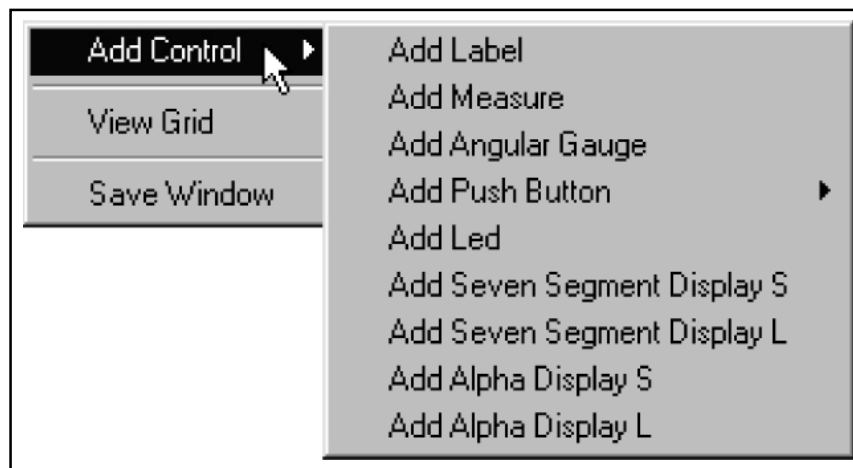 Add Control
View Grid
Save Window
Add Label
Add Measure
Add Angular Gauge
Add Push Button
Add Led
Add Seven Segment Display S
Add Seven Segment Display L
Add Alpha Display S
Add Alpha Display L